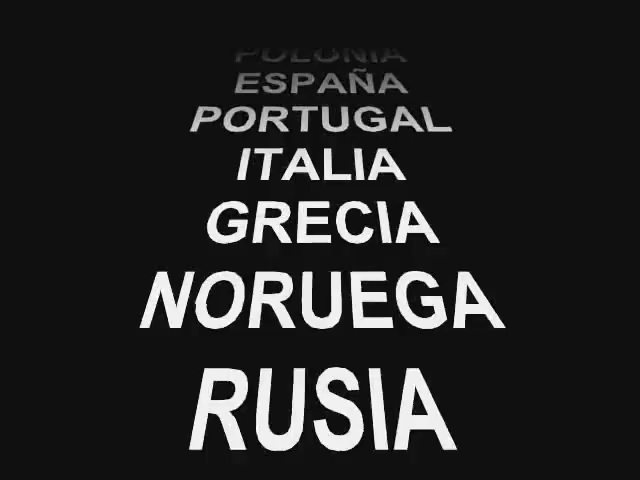 POLONIA
ESPAÑA
PORTUGAL
ITALIA
GRECIA
NORUEGA
RUSIA